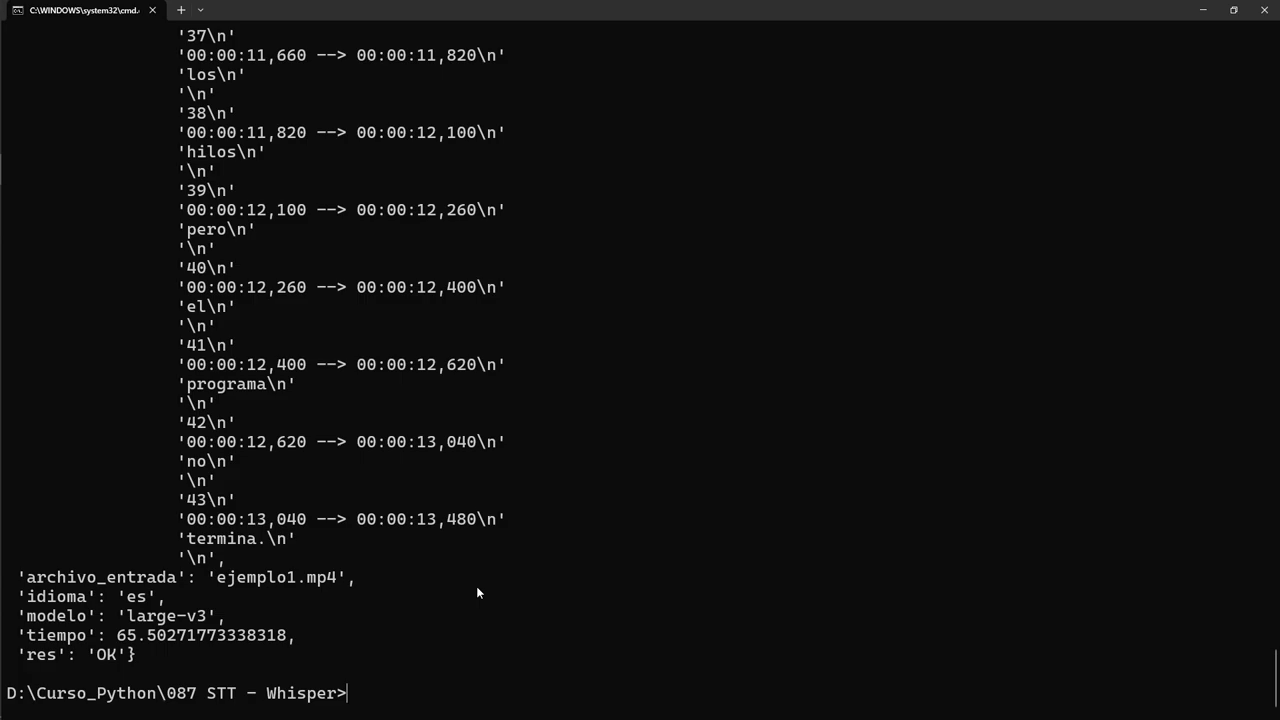 C:\WINDOWS\system32\cmd.
'37\n'
'00:00:11,660 --> 00:00:11,820\n'
'los\n'
'\n'
'38\n'
'00:00:11,820 --> 00:00:12,100\n'
'hilos\n'
'\n'
'39\n'
'00:00:12,100 --> 00:00:12,260\n'
'pero\n'
'\n'
'40\n'
'00:00:12,260 --> 00:00:12,400\n'
'el\n'
'\n'
'41\n'
'00:00:12,400 --> 00:00:12,620\n'
'programa\n'
'\n'
'42\n'
'00:00:12,620 --> 00:00:13,040\n'
'no\n'
'\n'
'43\n'
'00:00:13,040 --> 00:00:13,480\n'
'termina.\n'
'\n',
'archivo_entrada': 'ejemplo1.mp4',
'idioma': 'es',
'modelo': 'large-v3',
'tiempo': 65.50271773338318,
'res': 'OK'}
D:\Curso_Python\087 STT - Whisper>